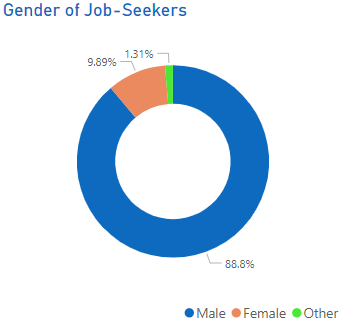 Gender of Job-Seekers
1.31%
9.89%
88.8%
Male Female Other